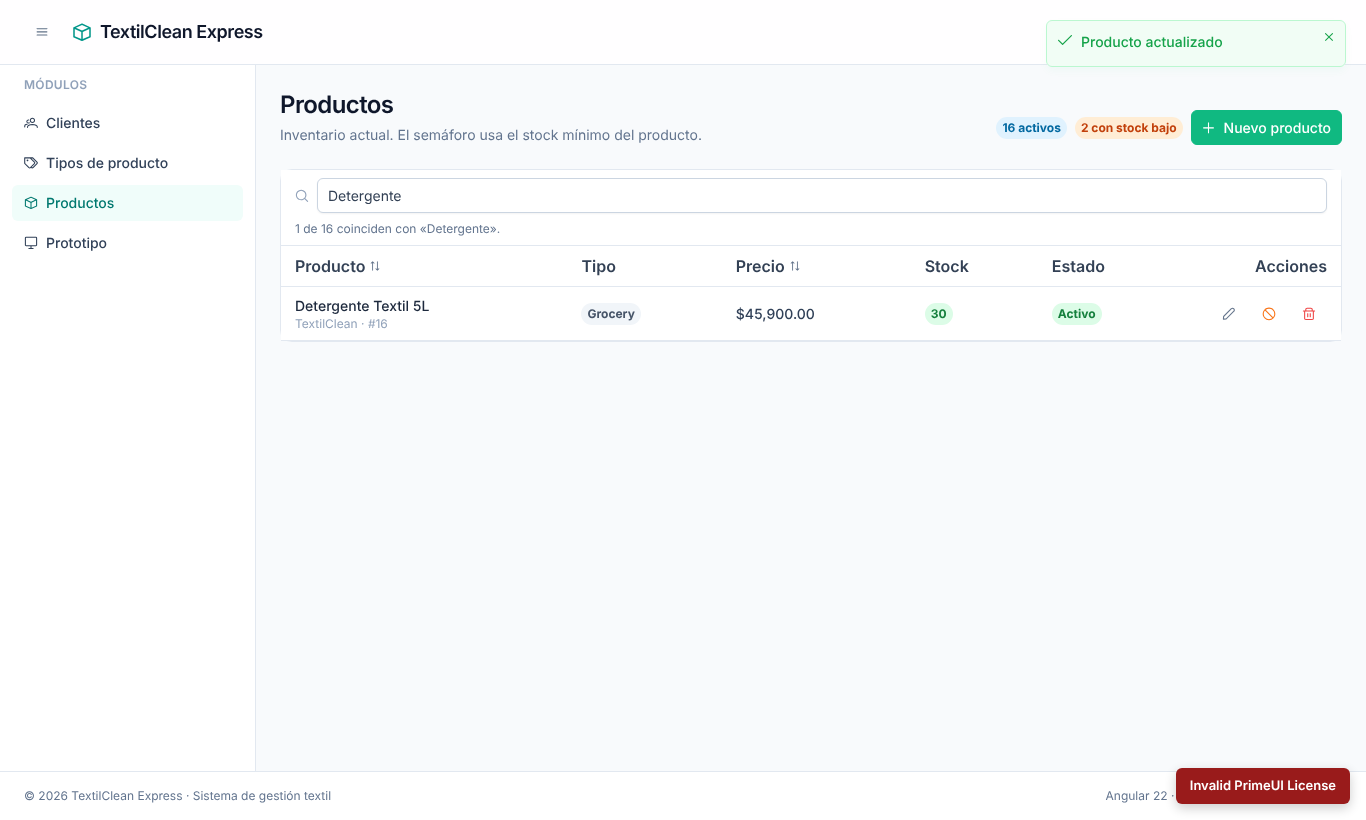 TextilClean Express
Producto actualizado
MÓDULOS
Clientes
Tipos de producto
Productos
Prototipo
Productos
Inventario actual. El semáforo usa el stock mínimo del producto.
16 activos
2 con stock bajo
Nuevo producto
Detergente
1 de 16 coinciden con «Detergente».
Producto Tipo Precio Stock Estado Acciones
Detergente Textil 5L
TextilClean · #16
Grocery
$45,900.00
30
Activo
© 2026 TextilClean Express · Sistema de gestión textil
Angular 22 ·
Invalid PrimeUI License